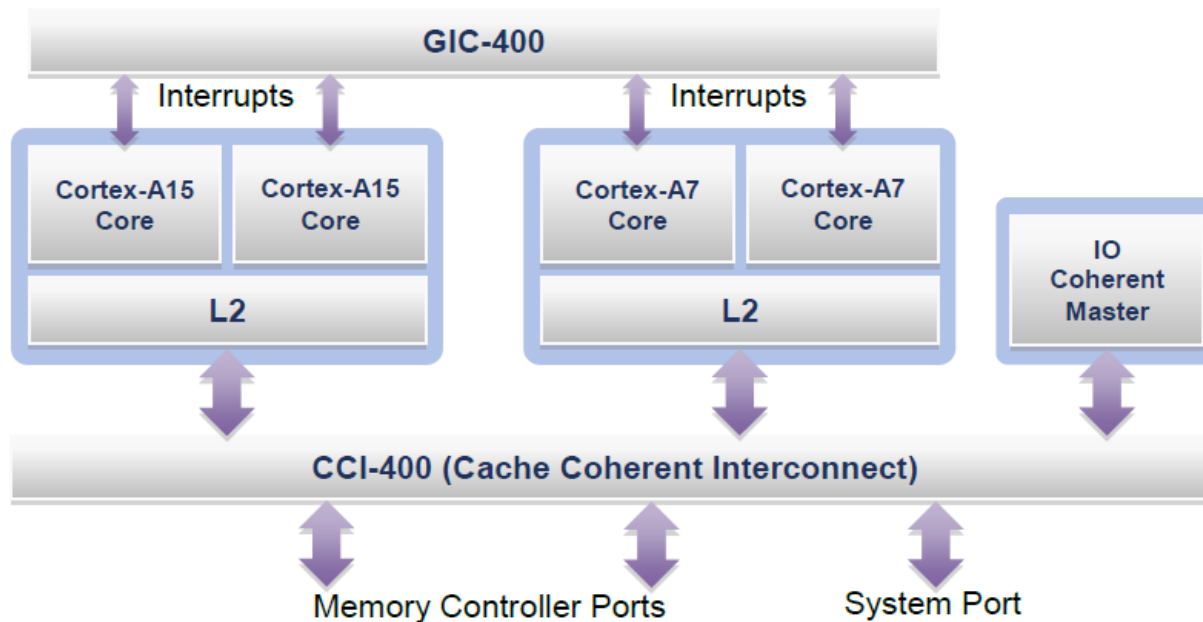 GIC-400
Interrupts
Interrupts
Cortex-A15
Core
Cortex-A15
Core
Cortex-A7
Core
Cortex-A7
Core
L2
L2
IO
Coherent
Master
CCI-400 (Cache Coherent Interconnect)
Memory Controller Ports
System Port